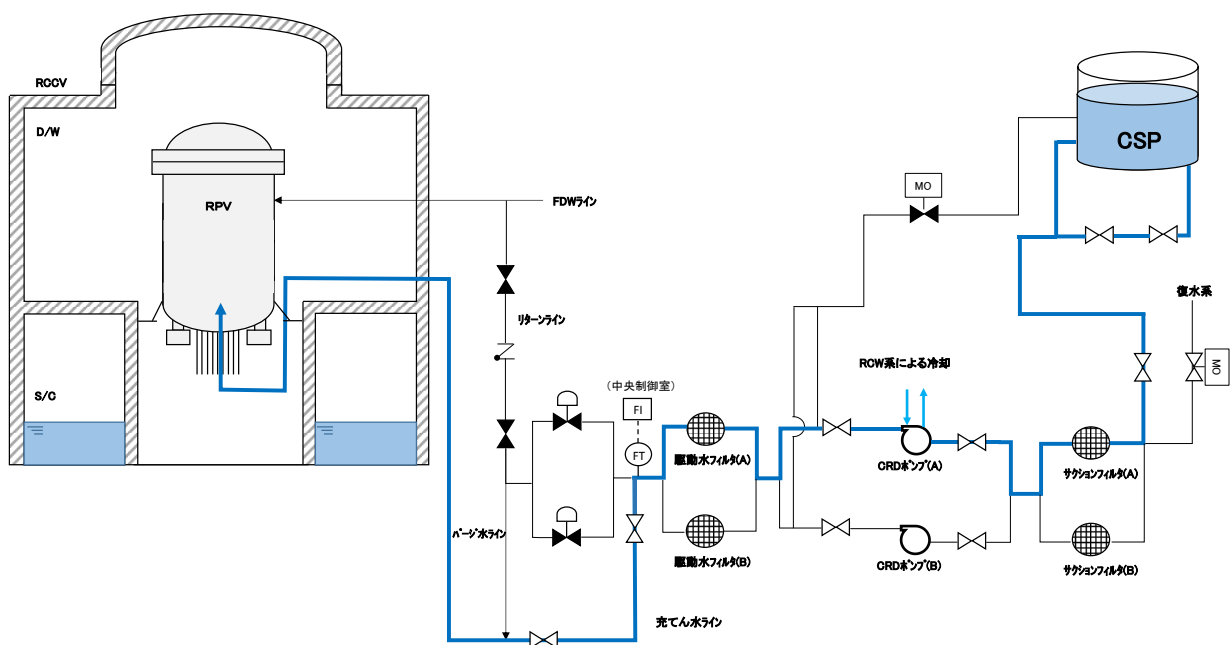 RCCV
D/W
RPV
FDWライン
リターンライン
S/C
パージ水ライン
(中央制御室)
FI
FT
駆動水フィルタ(A)
駆動水フィルタ(B)
充てん水ライン
MO
CSP
復水系
MO
RCW系による冷却
CRDポンプ(A)
CRDポンプ(B)
サクションフィルタ(A)
サクションフィルタ(B)